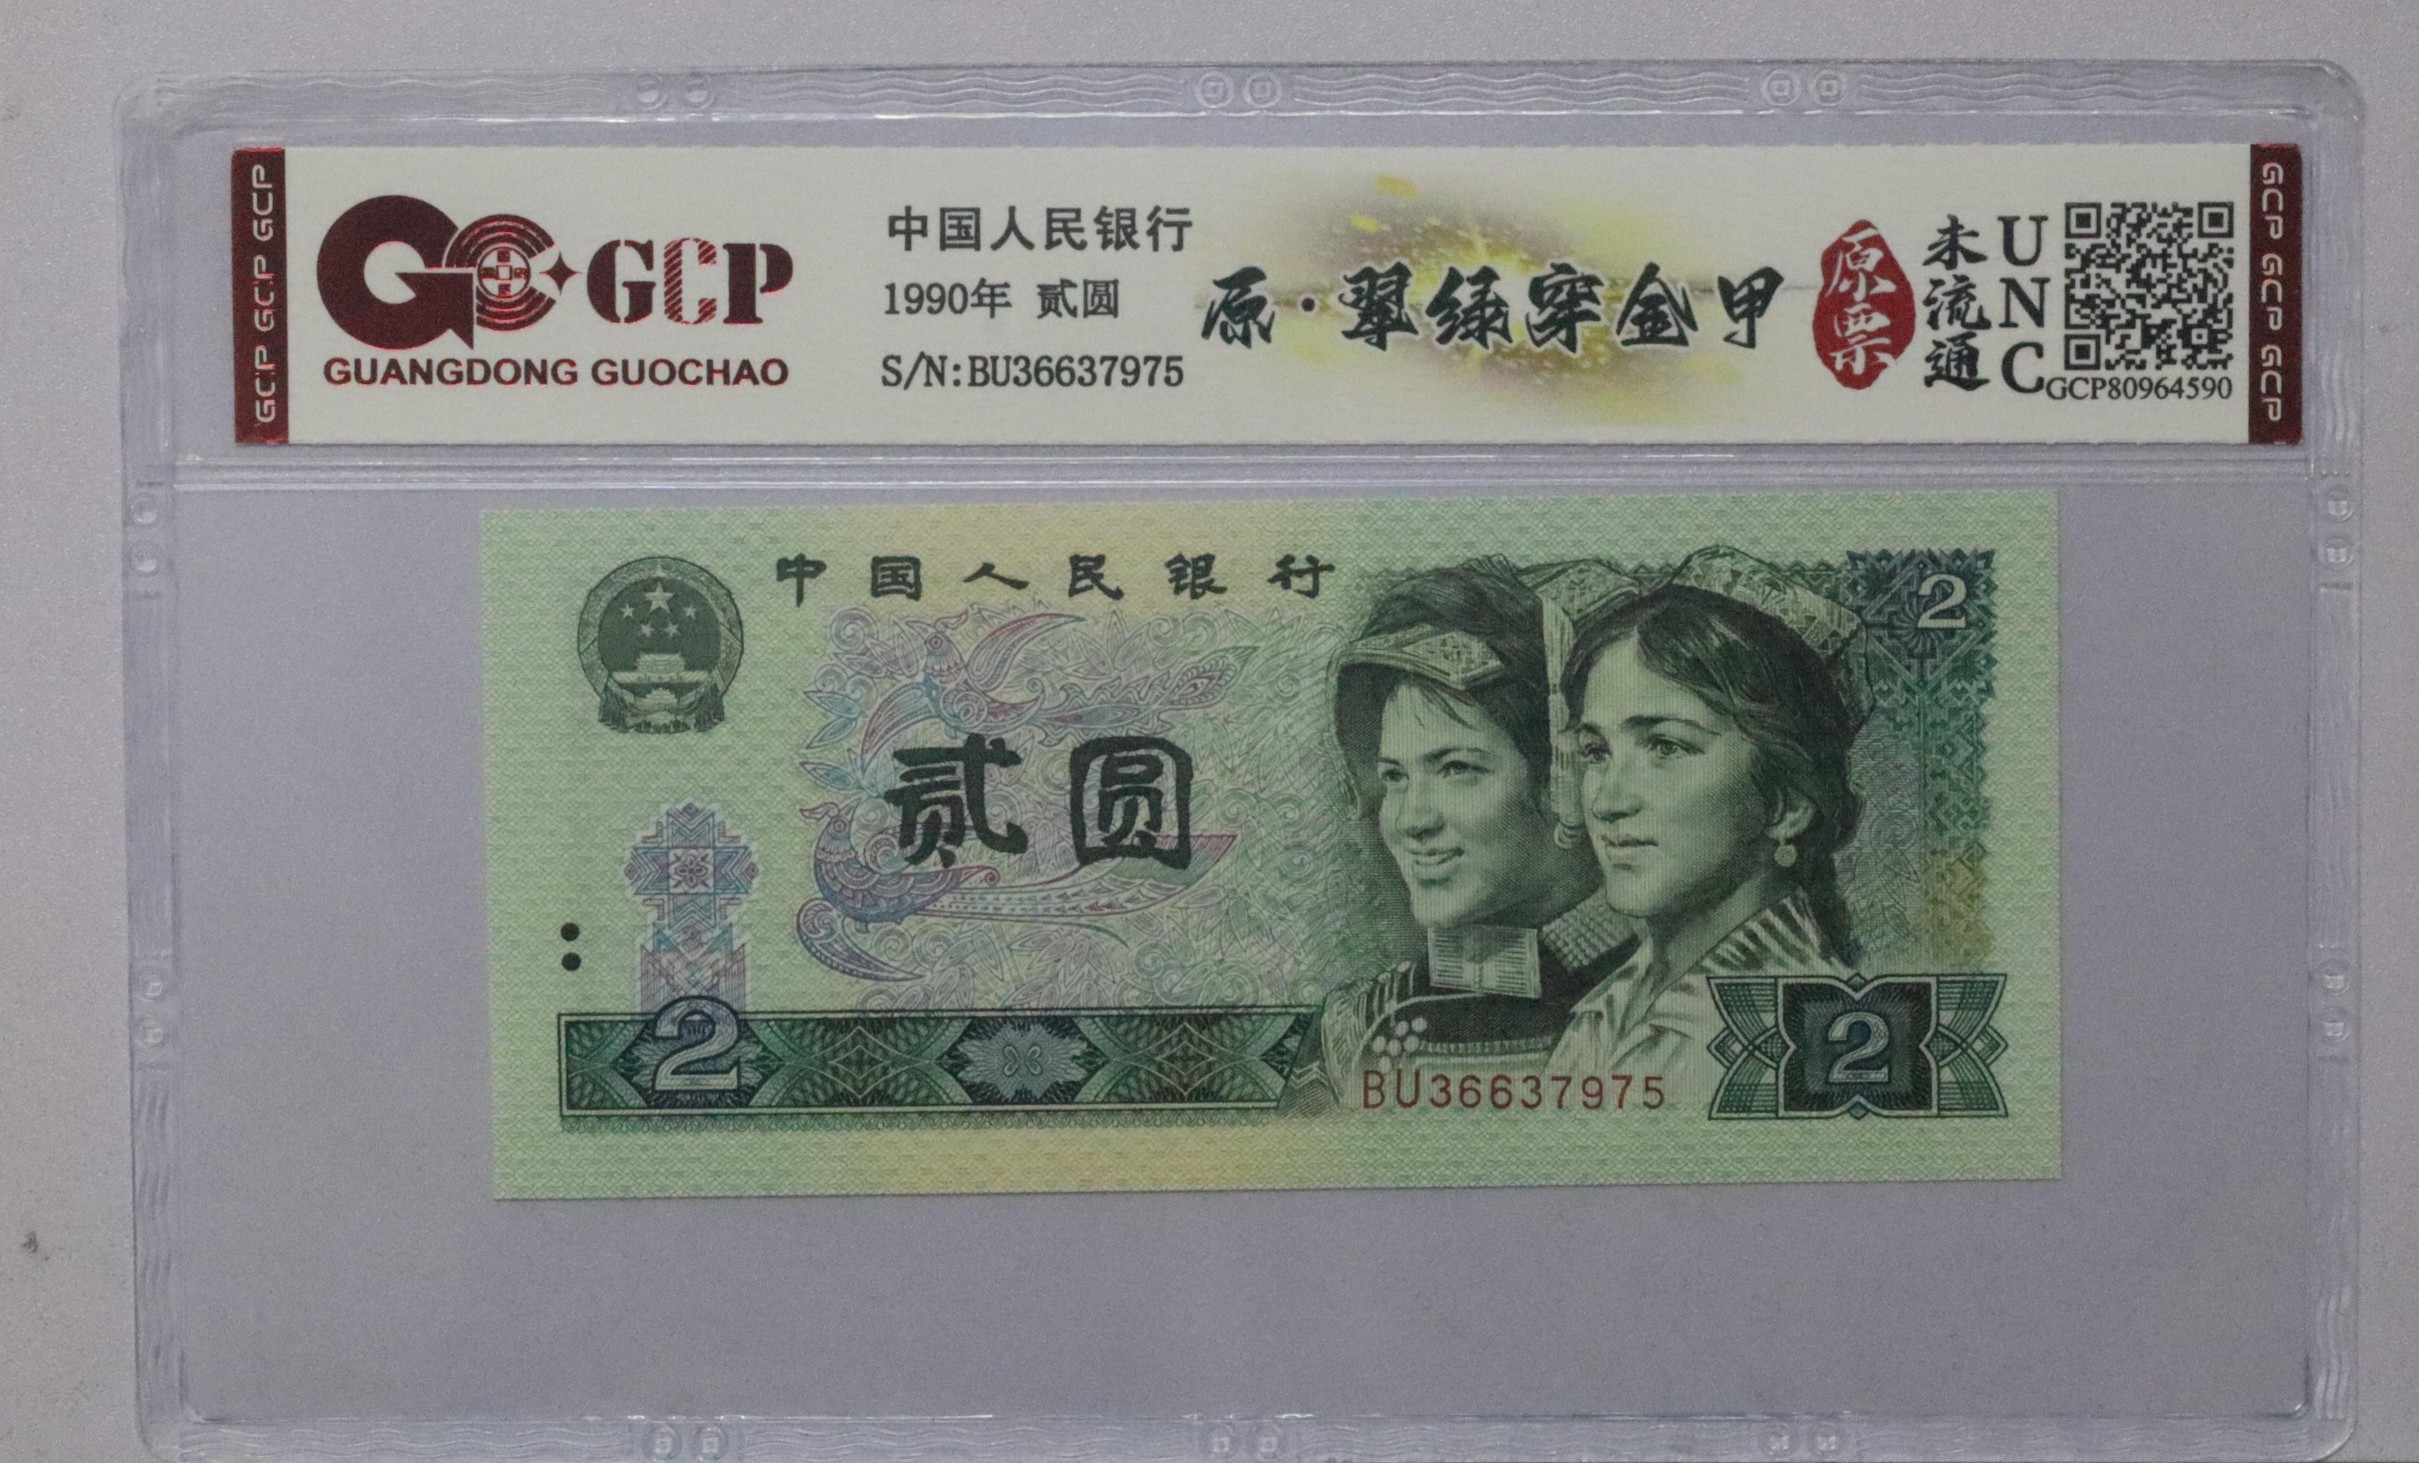 GCP GCP GCP
GCP
GUANGDONG GUOCHAO
中国人民银行
1990年 贰圆
S/N:BU36637975
原·翠绿穿金甲
原票
未流通
UNC
GCP80964590
GCP GCP GCP
中国人民银行
2
贰圆
2
2
BU36637975